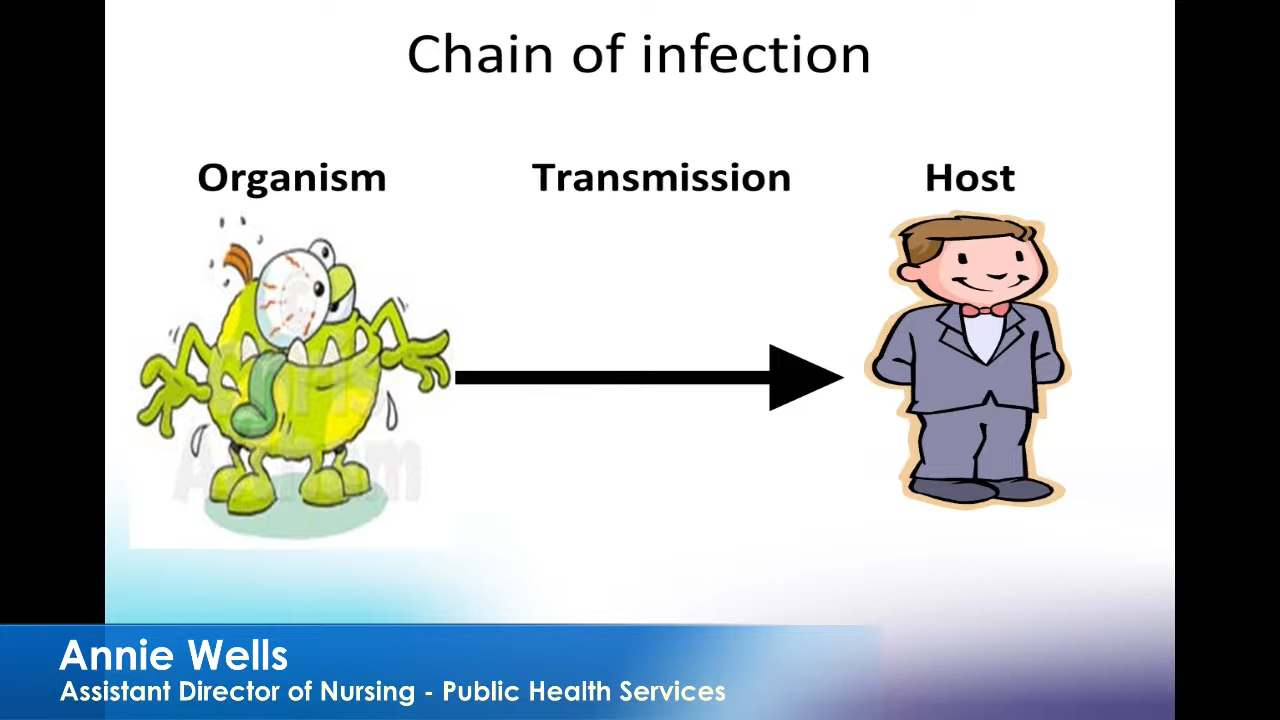 Chain of infection
Organism Transmission Host
Annie Wells
Assistant Director of Nursing - Public Health Services